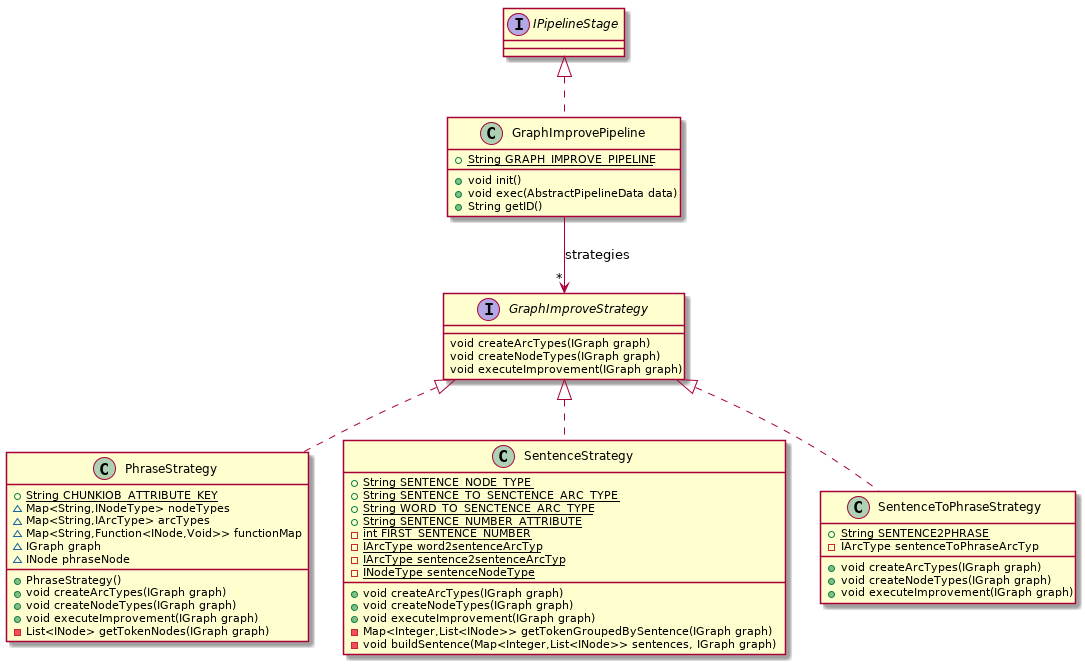 I IPipelineStage
C GraphImprovePipeline
String GRAPH_IMPROVE_PIPELINE
void init()
void exec(AbstractPipelineData data)
String getID()
strategies
*
I GraphImproveStrategy
void createArcTypes(IGraph graph)
void createNodeTypes(IGraph graph)
void executeImprovement(IGraph graph)
C PhraseStrategy
String CHUNKIOB_ATTRIBUTE_KEY
Map<String,INodeType> nodeTypes
Map<String,IArcType> arcTypes
Map<String,Function<INode,Void>> functionMap
IGraph graph
INode phraseNode
PhraseStrategy()
void createArcTypes(IGraph graph)
void createNodeTypes(IGraph graph)
void executeImprovement(IGraph graph)
List<INode> getTokenNodes(IGraph graph)
C SentenceStrategy
String SENTENCE_NODE_TYPE
String SENTENCE_TO_SENCTENCE_ARC_TYPE
String WORD_TO_SENCTENCE_ARC_TYPE
String SENTENCE_NUMBER_ATTRIBUTE
int FIRST_SENTENCE_NUMBER
IArcType word2sentenceArcTyp
IArcType sentence2sentenceArcTyp
INodeType sentenceNodeType
void createArcTypes(IGraph graph)
void createNodeTypes(IGraph graph)
void executeImprovement(IGraph graph)
Map<Integer,List<INode>> getTokenGroupedBySentence(IGraph graph)
void buildSentence(Map<Integer,List<INode>> sentences, IGraph graph)
C SentenceToPhraseStrategy
String SENTENCE2PHRASE
IArcType sentenceToPhraseArcTyp
void createArcTypes(IGraph graph)
void createNodeTypes(IGraph graph)
void executeImprovement(IGraph graph)